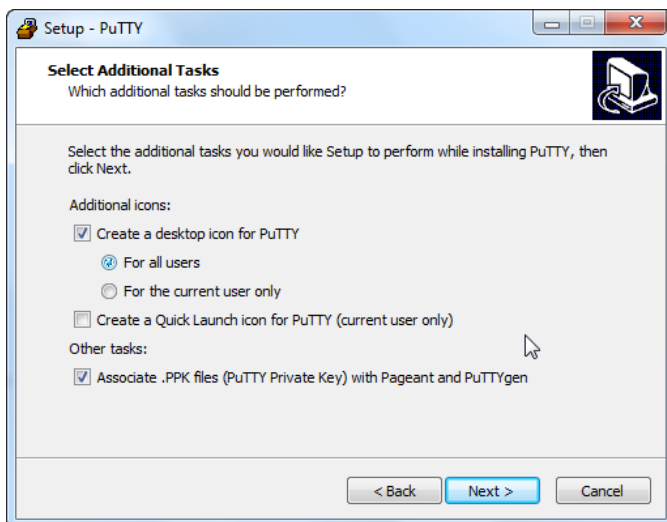 Setup - PuTTY
Select Additional Tasks
Which additional tasks should be performed?
Select the additional tasks you would like Setup to perform while installing PuTTY, then
click Next.
Additional icons:
Create a desktop icon for PuTTY
For all users
For the current user only
Create a Quick Launch icon for PuTTY (current user only)
Other tasks:
Associate .PPK files (PuTTY Private Key) with Pageant and PuTTYgen
< Back Next > Cancel